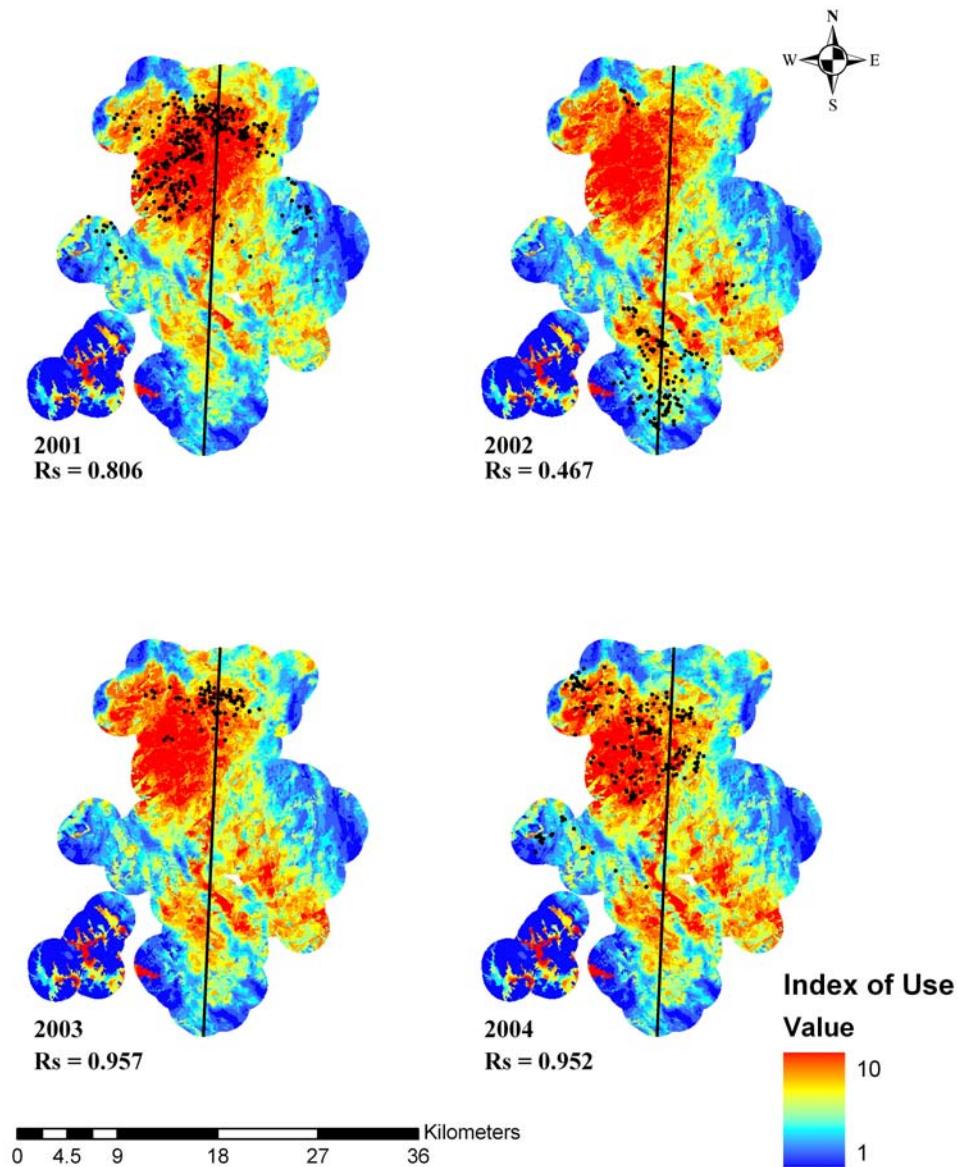 N
W E
S
2001
Rs = 0.806
2002
Rs = 0.467
2003
Rs = 0.957
2004
Rs = 0.952
Index of Use
Value
10
1
Kilometers
0 4.5 9 18 27 36